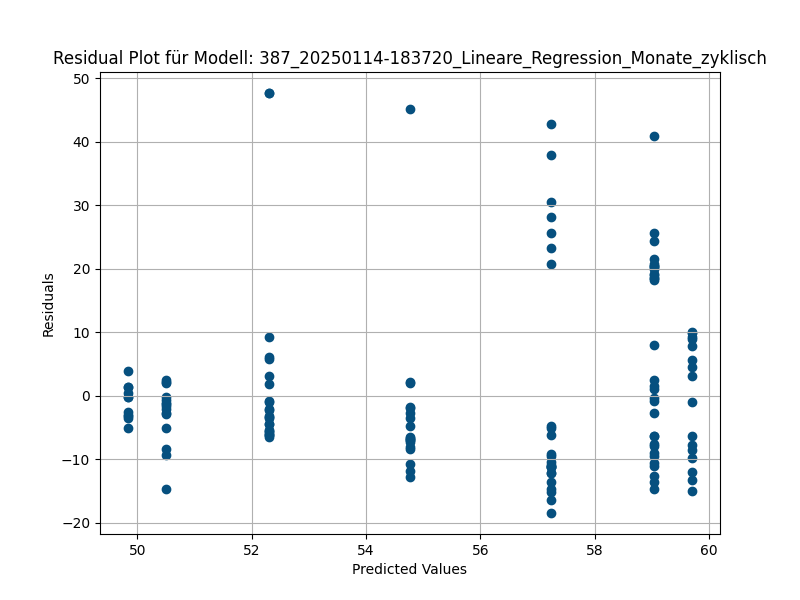 Residual Plot für Modell: 387_20250114-183720_Lineare_Regression_Monate_zyklisch
50
40
30
20
10
0
−10
−20
Residuals
50 52 54 56 58 60
Predicted Values